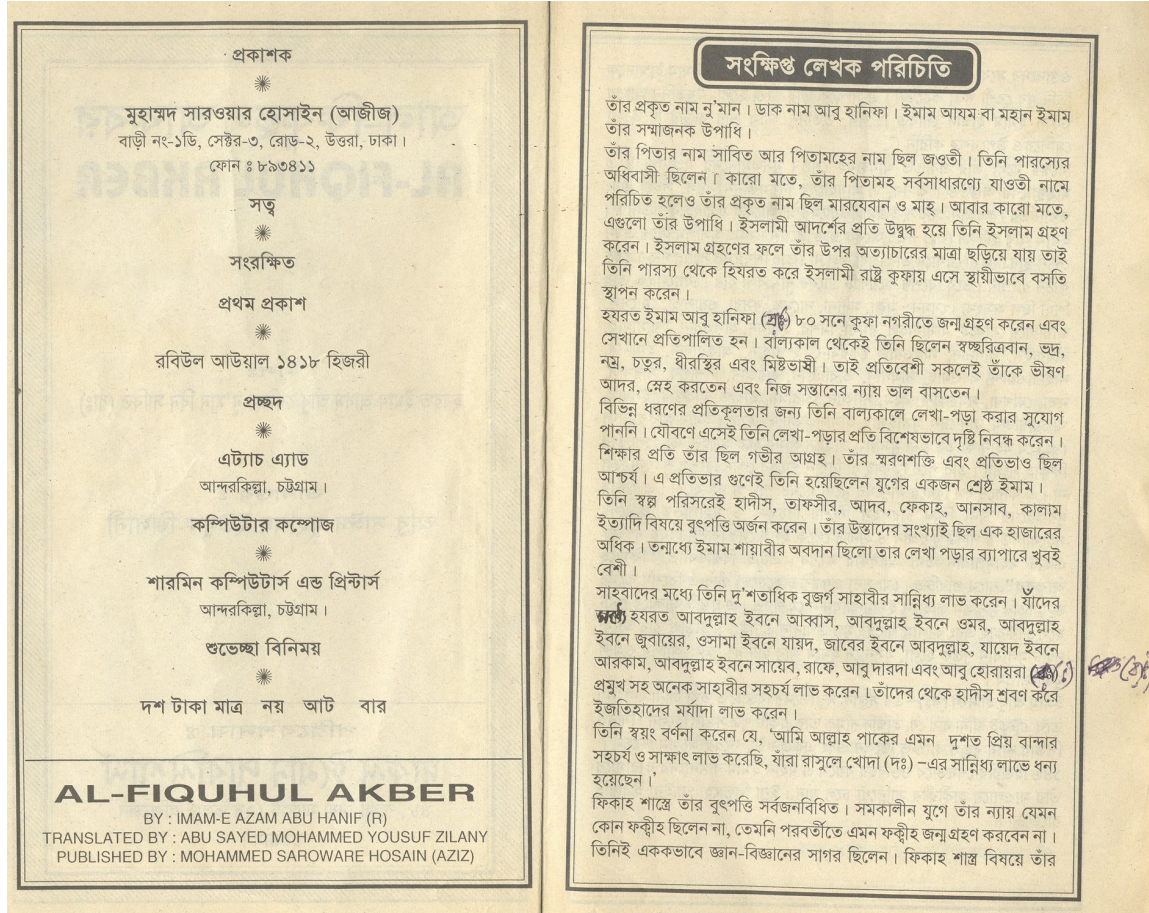 প্রকাশক
মুহাম্মদ সারওয়ার হোসাইন (আজীজ)
বাড়ী নং-১ডি, সেক্টর-৩, রোড-২, উত্তরা, ঢাকা।
ফোন ঃ ৮৯৩৪১১
সত্ব
সংরক্ষিত
প্রথম প্রকাশ
রবিউল আউয়াল ১৪১৮ হিজরী
প্রচ্ছদ
এট্যাচ এ্যাড
আন্দরকিল্লা, চট্টগ্রাম।
কম্পিউটার কম্পোজ
শারমিন কম্পিউটার্স এন্ড প্রিন্টার্স
আন্দরকিল্লা, চট্টগ্রাম।
শুভেচ্ছা বিনিময়
দশ টাকা মাত্র নয় আট বার
AL-FIQUHUL AKBER
BY : IMAM-E AZAM ABU HANIF (R)
TRANSLATED BY : ABU SAYED MOHAMMED YOUSUF ZILANY
PUBLISHED BY : MOHAMMED SAROWARE HOSAIN (AZIZ)
সংক্ষিপ্ত লেখক পরিচিতি
তাঁর প্রকৃত নাম নু'মান। ডাক নাম আবু হানিফা। ইমাম আযম বা মহান ইমাম
তাঁর সম্মাজনক উপাধি।
তাঁর পিতার নাম সাবিত আর পিতামহের নাম ছিল জওতী। তিনি পারস্যের
অধিবাসী ছিলেন। কারো মতে, তাঁর পিতামহ সর্বসাধারণ্যে যাওতী নামে
পরিচিত হলেও তাঁর প্রকৃত নাম ছিল মারযেবান ও মাহ্। আবার কারো মতে,
এগুলো তাঁর উপাধি। ইসলামী আদর্শের প্রতি উদ্বুদ্ধ হয়ে তিনি ইসলাম গ্রহণ
করেন। ইসলাম গ্রহণের ফলে তাঁর উপর অত্যাচারের মাত্রা ছড়িয়ে যায় তাই
তিনি পারস্য থেকে হিযরত করে ইসলামী রাষ্ট্র কুফায় এসে স্থায়ীভাবে বসতি
স্থাপন করেন।
হযরত ইমাম আবু হানিফা ৮০ সনে কুফা নগরীতে জন্ম গ্রহণ করেন এবং
সেখানে প্রতিপালিত হন। বাল্যকাল থেকেই তিনি ছিলেন স্বচ্ছরিত্রবান, ভদ্র,
নম্র, চতুর, ধীরস্থির এবং মিষ্টভাষী। তাই প্রতিবেশী সকলেই তাঁকে ভীষণ
আদর, স্নেহ করতেন এবং নিজ সন্তানের ন্যায় ভাল বাসতেন।
বিভিন্ন ধরণের প্রতিকূলতার জন্য তিনি বাল্যকালে লেখা-পড়া করার সুযোগ
পাননি। যৌবণে এসেই তিনি লেখা-পড়ার প্রতি বিশেষভাবে দৃষ্টি নিবদ্ধ করেন।
শিক্ষার প্রতি তাঁর ছিল গভীর আগ্রহ। তাঁর স্মরণশক্তি এবং প্রতিভাও ছিল
আশ্চর্য। এ প্রতিভার গুণেই তিনি হয়েছিলেন যুগের একজন শ্রেষ্ঠ ইমাম।
তিনি স্বল্প পরিসরেই হাদীস, তাফসীর, আদব, ফেকাহ, আনসাব, কালাম
ইত্যাদি বিষয়ে বুৎপত্তি অর্জন করেন। তাঁর উস্তাদের সংখ্যাই ছিল এক হাজারের
অধিক। তন্মধ্যে ইমাম শায়াবীর অবদান ছিলো তার লেখা পড়ার ব্যাপারে খুবই
বেশী।
সাহবাদের মধ্যে তিনি দু'শতাধিক বুজর্গ সাহাবীর সান্নিধ্য লাভ করেন। যাঁদের
হযরত আবদুল্লাহ ইবনে আব্বাস, আবদুল্লাহ ইবনে ওমর, আবদুল্লাহ
ইবনে জুবায়ের, ওসামা ইবনে যায়দ, জাবের ইবনে আবদুল্লাহ, যায়েদ ইবনে
আরকাম, আবদুল্লাহ ইবনে সায়েব, রাফে, আবু দারদা এবং আবু হোরায়রা
প্রমুখ সহ অনেক সাহাবীর সহচর্য লাভ করেন। তাঁদের থেকে হাদীস শ্রবণ করে
ইজতিহাদের মর্যাদা লাভ করেন।
তিনি স্বয়ং বর্ণনা করেন যে, 'আমি আল্লাহ পাকের এমন দুশত প্রিয় বান্দার
সহচর্য ও সাক্ষাৎ লাভ করেছি, যাঁরা রাসুলে খোদা (দঃ) –এর সান্নিধ্য লাভে ধন্য
হয়েছেন।'
ফিকাহ শাস্ত্রে তাঁর বুৎপত্তি সর্বজনবিধিত। সমকালীন যুগে তাঁর ন্যায় যেমন
কোন ফক্বীহ ছিলেন না, তেমনি পরবর্তীতে এমন ফক্বীহ জন্ম গ্রহণ করবেন না।
তিনিই এককভাবে জ্ঞান-বিজ্ঞানের সাগর ছিলেন। ফিকাহ শাস্ত্র বিষয়ে তাঁর